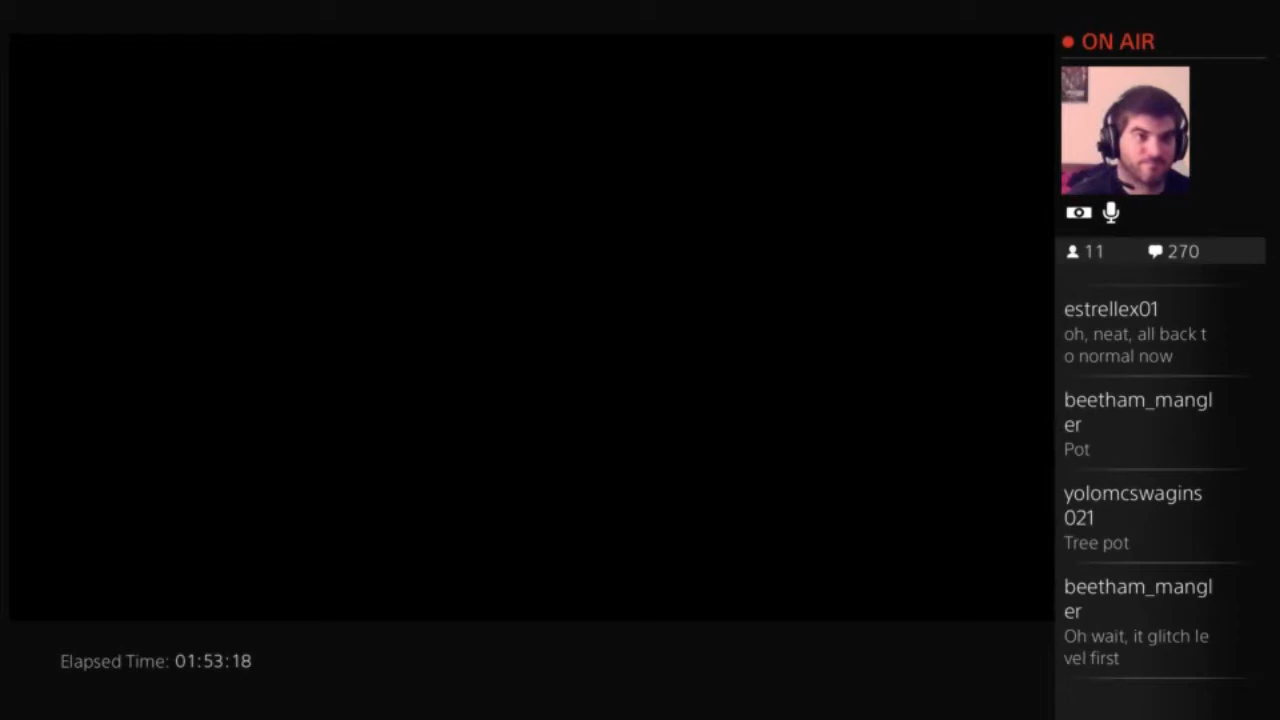 ON AIR
11 270
estrellex01
oh, neat, all back t
o normal now
beetham_mangl
er
Pot
yolomcswagins
021
Tree pot
beetham_mangl
er
Oh wait, it glitch le
vel first
Elapsed Time: 01:53:18